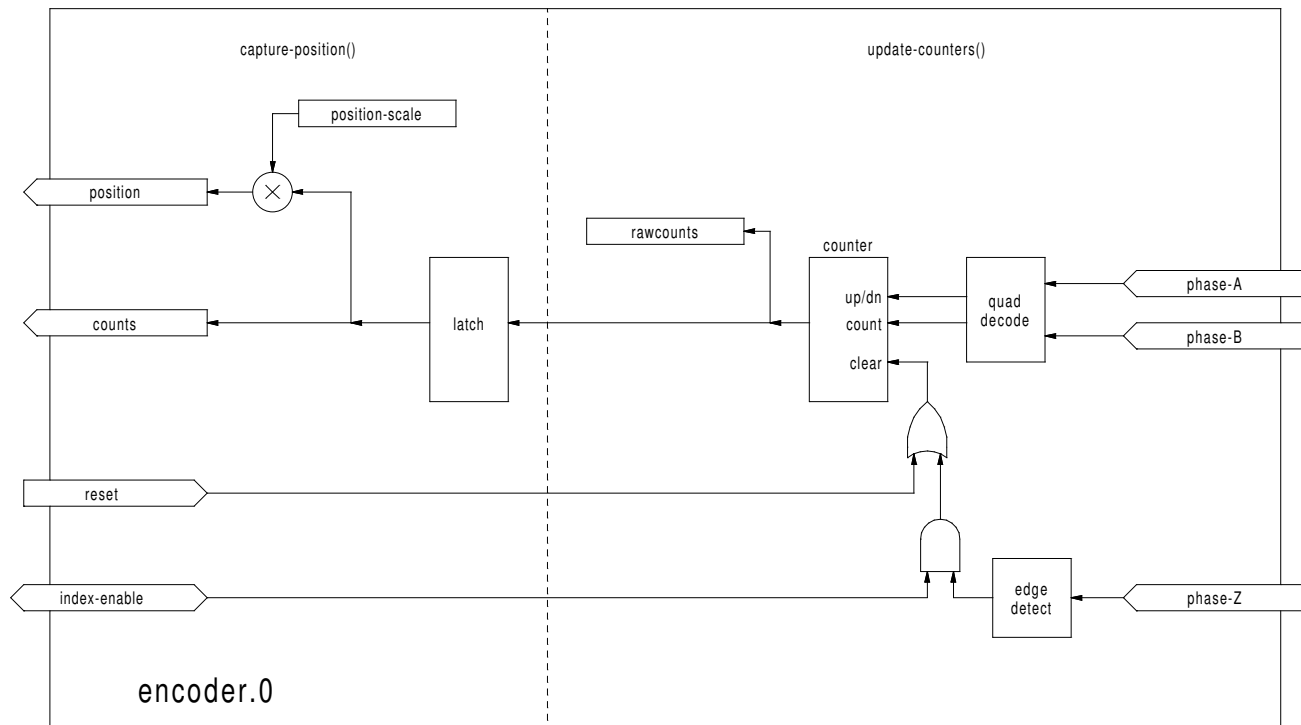 capture-position()
update-counters()
position-scale
position
rawcounts
counter
up/dn
count
clear
quad
decode
phase-A
phase-B
counts
latch
reset
index-enable
edge
detect
phase-Z
encoder.0